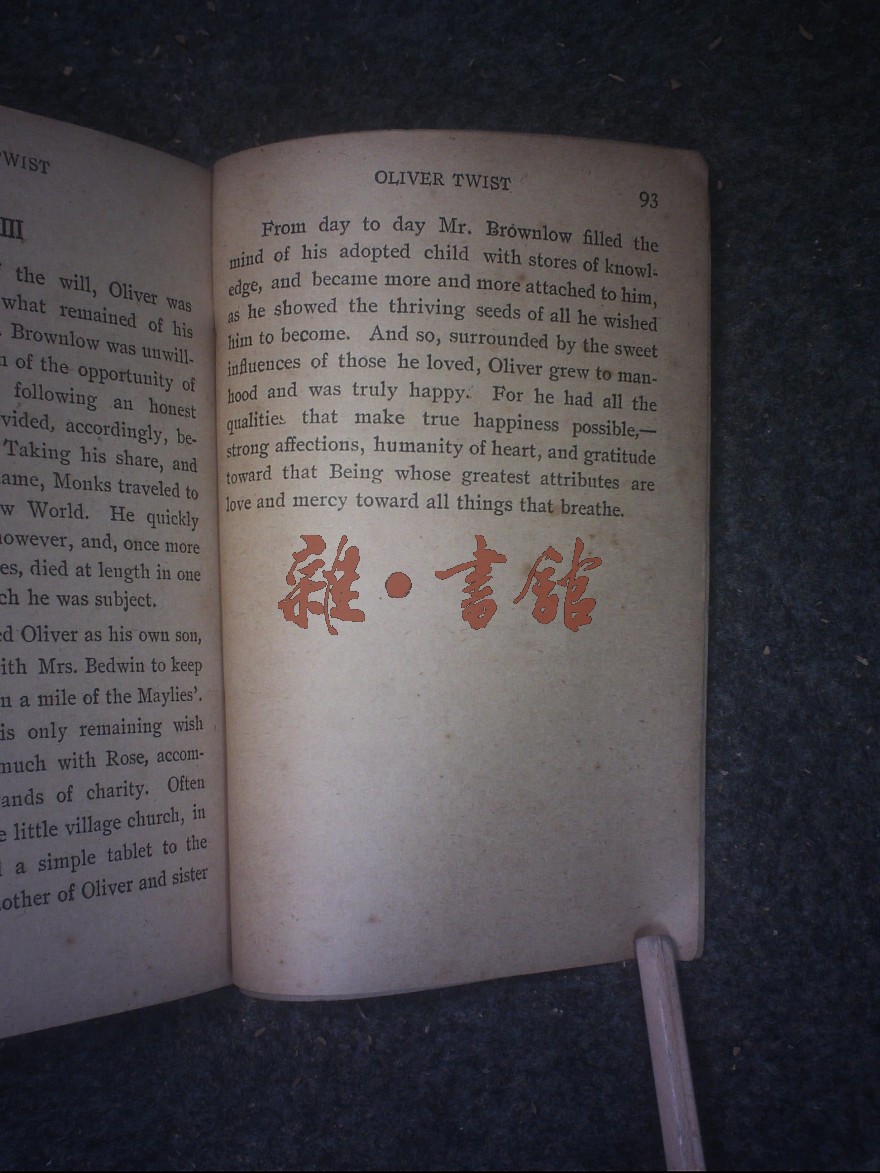 TWIST
III
the will, Oliver was
what remained of his
Brownlow was unwill-
of the opportunity of
following an honest
vided, accordingly, be-
Taking his share, and
ame, Monks traveled to
w World. He quickly
owever, and, once more
es, died at length in one
ch he was subject.
ed Oliver as his own son,
ith Mrs. Bedwin to keep
n a mile of the Maylies'.
is only remaining wish
much with Rose, accom-
ands of charity. Often
e little village church, in
a simple tablet to the
other of Oliver and sister
OLIVER TWIST
93
From day to day Mr. Brownlow filled the
mind of his adopted child with stores of knowl-
edge, and became more and more attached to him,
as he showed the thriving seeds of all he wished
him to become. And so, surrounded by the sweet
influences of those he loved, Oliver grew to man-
hood and was truly happy. For he had all the
qualities that make true happiness possible,—
strong affections, humanity of heart, and gratitude
toward that Being whose greatest attributes are
love and mercy toward all things that breathe.
雜·書館